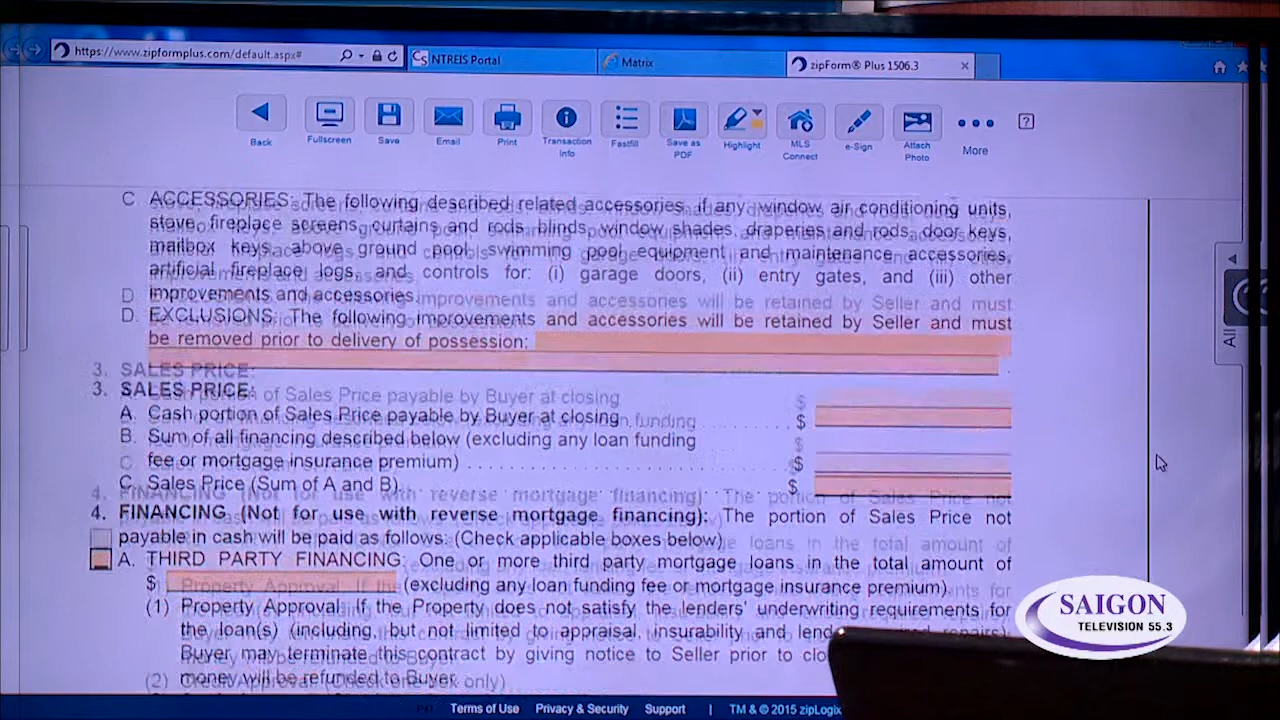 https://www.zipformplus.com/default.aspx#
NTREIS Portal
Matrix
zipForm® Plus 1506.3
Back
Fullscreen
Save
Email
Print
Transaction Info
Fastfill
Save as PDF
Highlight
MLS Connect
e-Sign
Attach Photo
More
?
C ACCESSORIES: The following described related accessories, if any window air conditioning units,
stove, fireplace screens, curtains and rods, blinds, window shades, draperies and rods, door keys,
mailbox keys, above ground pool, swimming pool equipment and maintenance accessories,
artificial fireplace logs, and controls for: (i) garage doors, (ii) entry gates, and (iii) other
improvements and accessories.
D. EXCLUSIONS: The following improvements and accessories will be retained by Seller and must
be removed prior to delivery of possession:
3. SALES PRICE:
A. Cash portion of Sales Price payable by Buyer at closing $
B. Sum of all financing described below (excluding any loan funding
fee or mortgage insurance premium) $
C. Sales Price (Sum of A and B) $
4. FINANCING (Not for use with reverse mortgage financing): The portion of Sales Price not
payable in cash will be paid as follows: (Check applicable boxes below)
A. THIRD PARTY FINANCING: One or more third party mortgage loans in the total amount of
$ (excluding any loan funding fee or mortgage insurance premium).
(1) Property Approval: If the Property does not satisfy the lenders' underwriting requirements for
the loan(s) (including, but not limited to appraisal, insurability and
Buyer may terminate this contract by giving notice to Seller prior to
money will be refunded to Buyer.
(2) Credit Approval: (Check one box only)
All
SAIGON
TELEVISION 55.3
Terms of Use Privacy & Security Support | TM & © 2015 zipLogix